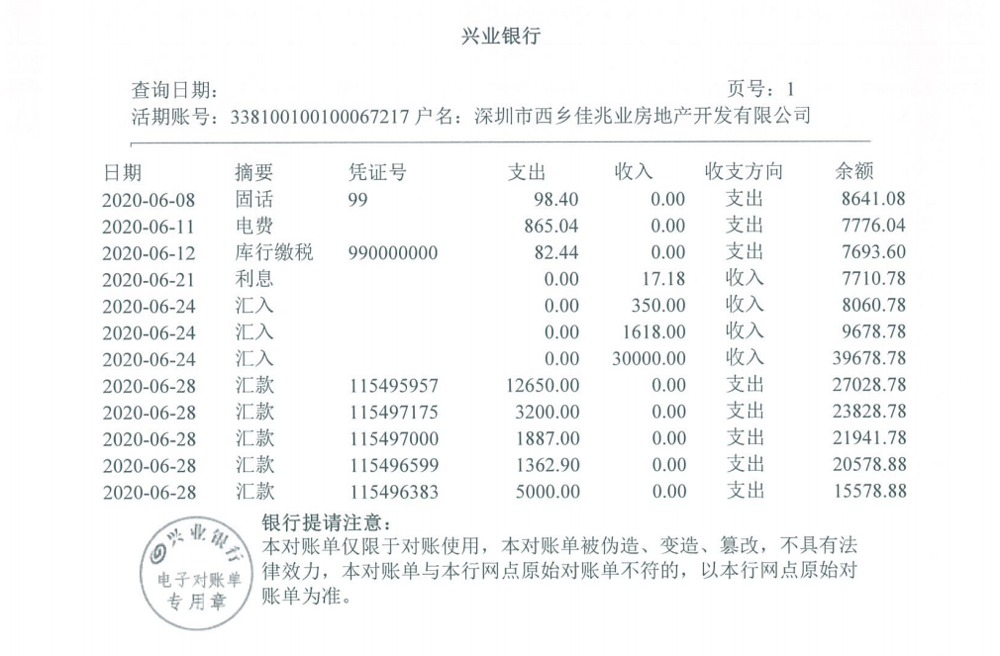 兴业银行
查询日期： 页号：1
活期账号：338100100100067217 户名：深圳市西乡佳兆业房地产开发有限公司
日期 摘要 凭证号 支出 收入 收支方向 余额
2020-06-08 固话 99 98.40 0.00 支出 8641.08
2020-06-11 电费 865.04 0.00 支出 7776.04
2020-06-12 库行缴税 990000000 82.44 0.00 支出 7693.60
2020-06-21 利息 0.00 17.18 收入 7710.78
2020-06-24 汇入 0.00 350.00 收入 8060.78
2020-06-24 汇入 0.00 1618.00 收入 9678.78
2020-06-24 汇入 0.00 30000.00 收入 39678.78
2020-06-28 汇款 115495957 12650.00 0.00 支出 27028.78
2020-06-28 汇款 115497175 3200.00 0.00 支出 23828.78
2020-06-28 汇款 115497000 1887.00 0.00 支出 21941.78
2020-06-28 汇款 115496599 1362.90 0.00 支出 20578.88
2020-06-28 汇款 115496383 5000.00 0.00 支出 15578.88
银行提请注意：
本对账单仅限于对账使用，本对账单被伪造、变造、篡改，不具有法
律效力，本对账单与本行网点原始对账单不符的，以本行网点原始对
账单为准。
兴业银行
电子对账单
专用章